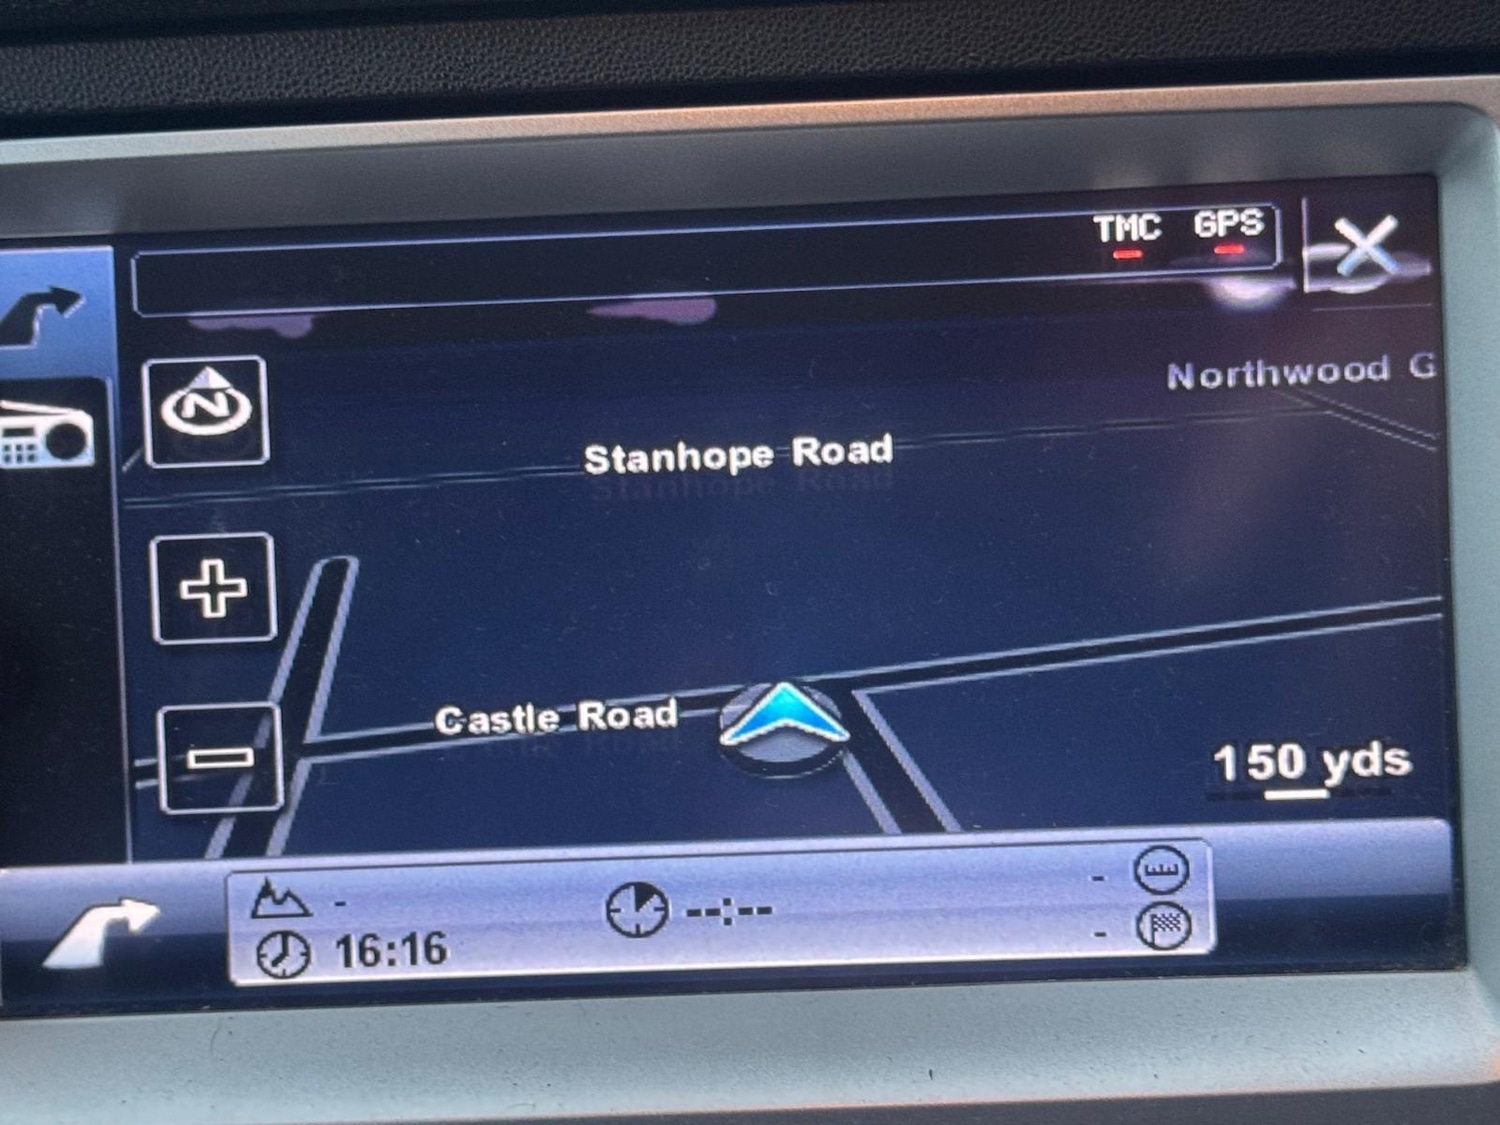 TMC GPS
N
Northwood G
Stanhope Road
Castle Road
150 yds
-
--:--
-
16:16
-